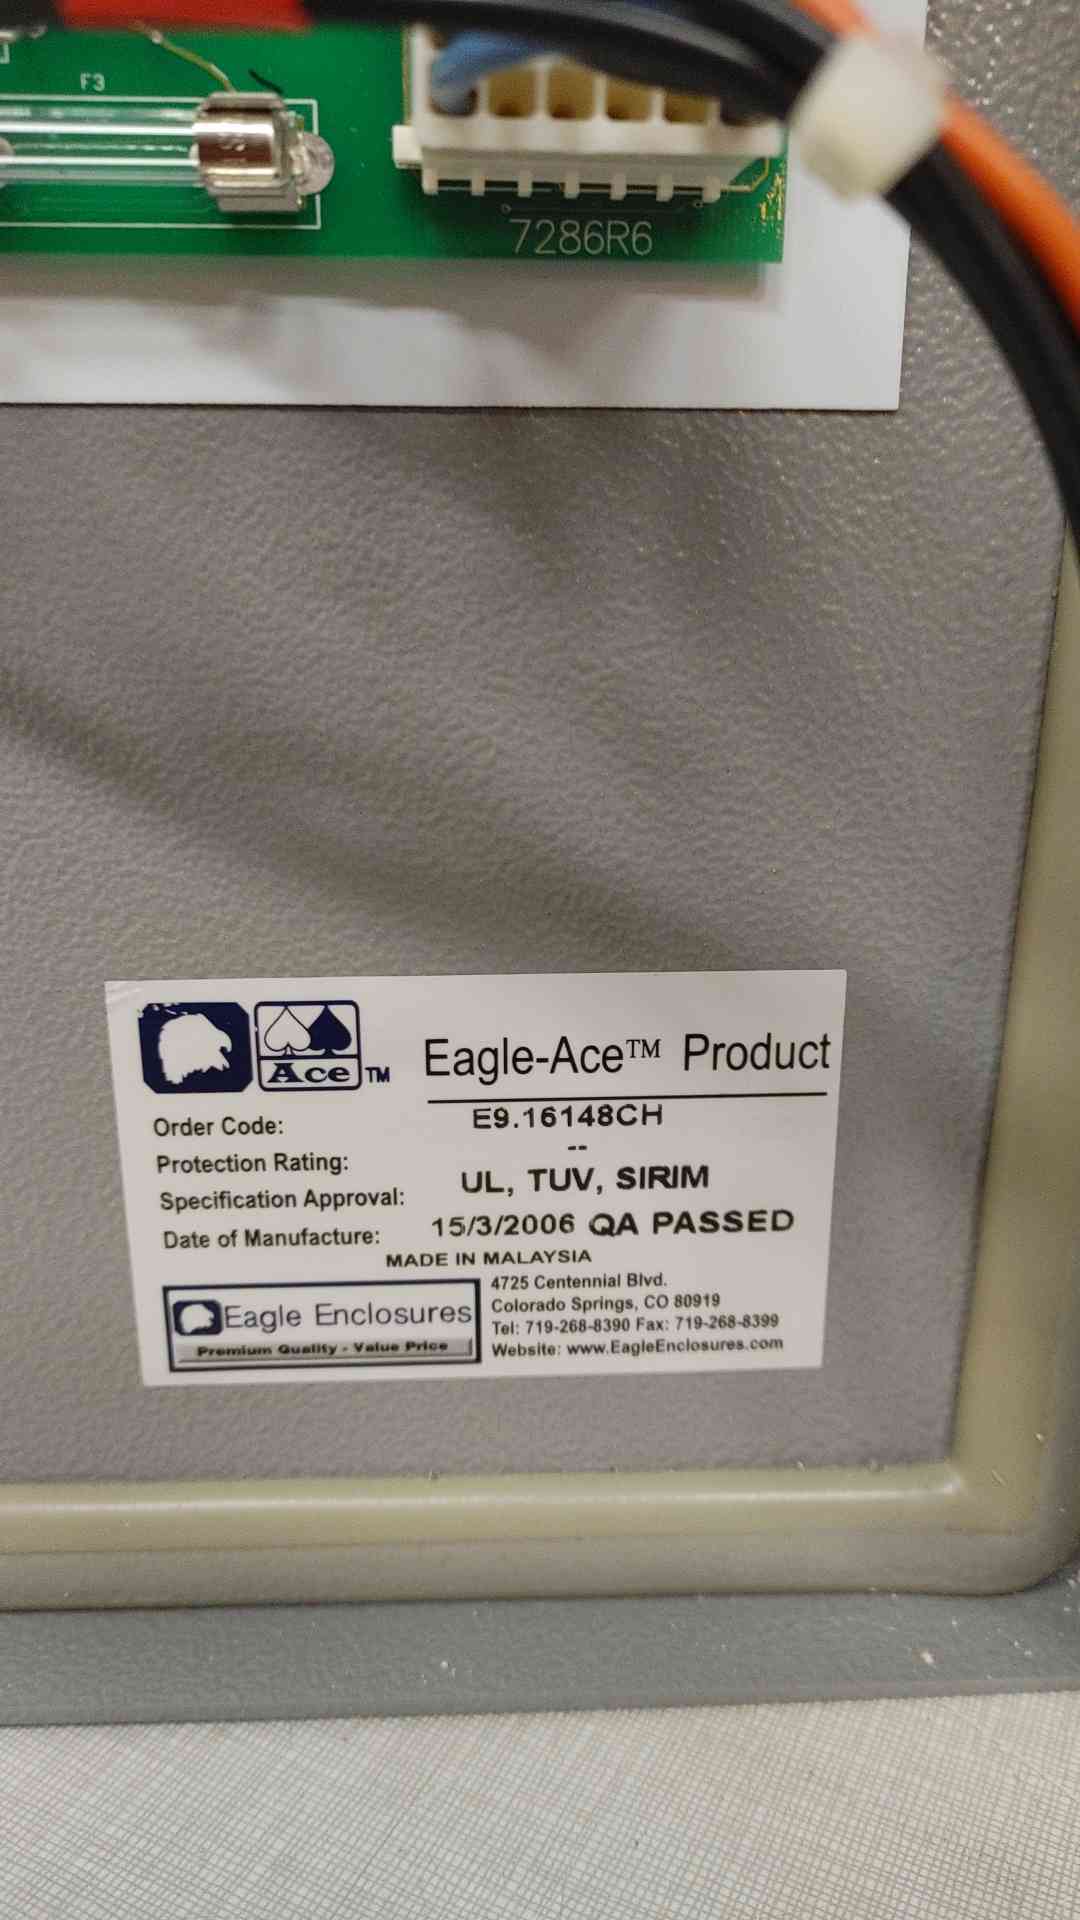 F3
7286R6
Ace TM
Eagle-Ace™ Product
Order Code: E9.16148CH
Protection Rating: --
Specification Approval: UL, TUV, SIRIM
Date of Manufacture: 15/3/2006 QA PASSED
MADE IN MALAYSIA
Eagle Enclosures
Premium Quality - Value Price
4725 Centennial Blvd.
Colorado Springs, CO 80919
Tel: 719-268-8390 Fax: 719-268-8399
Website: www.EagleEnclosures.com